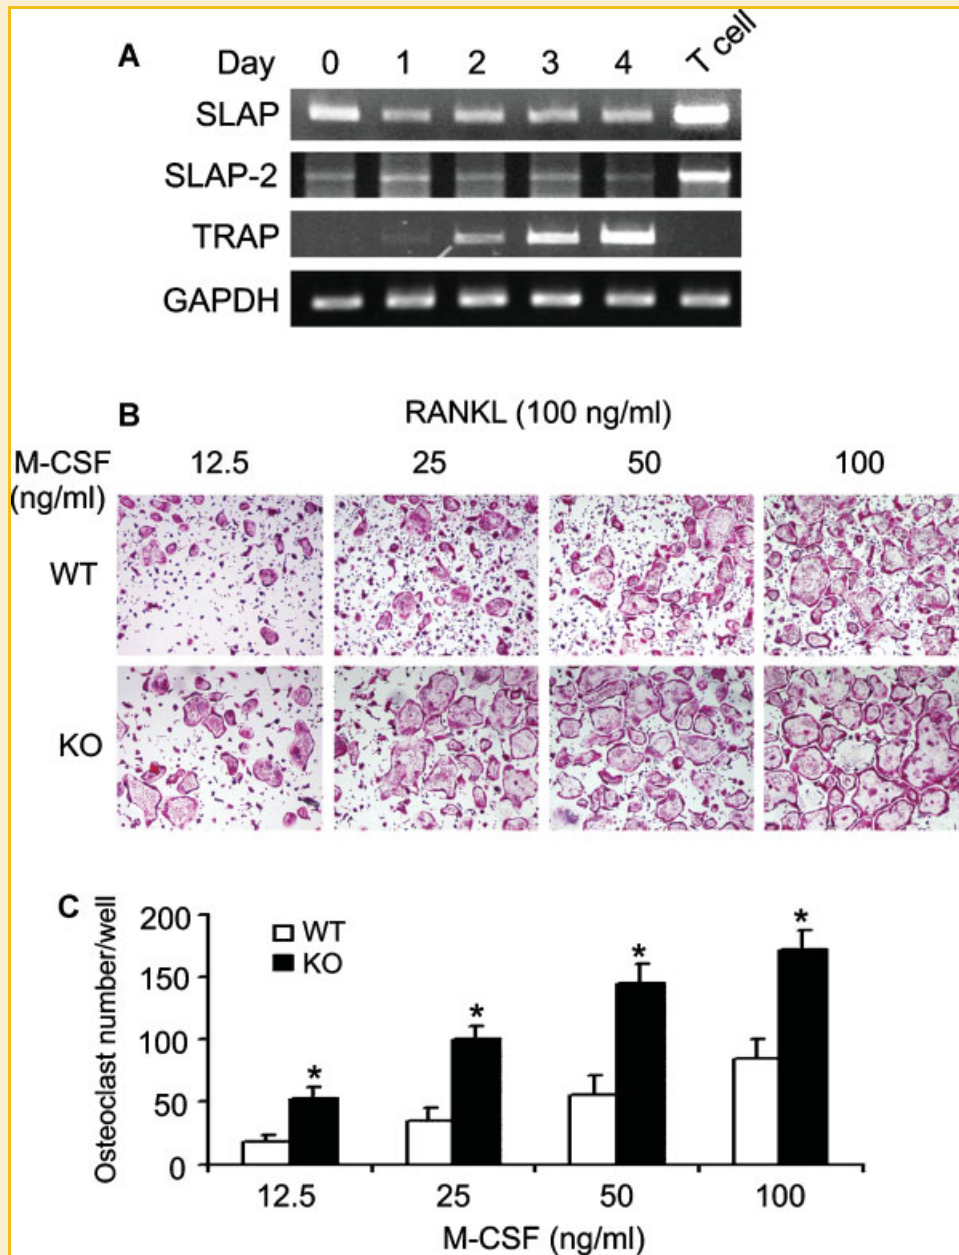 A Day 0 1 2 3 4 T cell
SLAP
SLAP-2
TRAP
GAPDH
B RANKL (100 ng/ml)
M-CSF 12.5 25 50 100
(ng/ml)
WT
KO
C
Osteoclast number/well
200
150
100
50
0
WT
KO
* * * *
12.5 25 50 100
M-CSF (ng/ml)